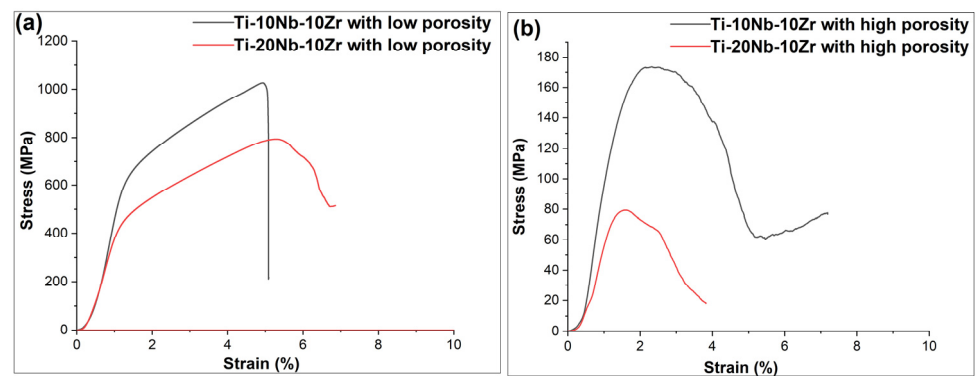 (a)
Ti-10Nb-10Zr with low porosity
Ti-20Nb-10Zr with low porosity
1200
1000
800
600
400
200
0
Stress (MPa)
0 2 4 6 8 10
Strain (%)
(b)
Ti-10Nb-10Zr with high porosity
Ti-20Nb-10Zr with high porosity
180
160
140
120
100
80
60
40
20
0
Stress (MPa)
0 2 4 6 8 10
Strain (%)